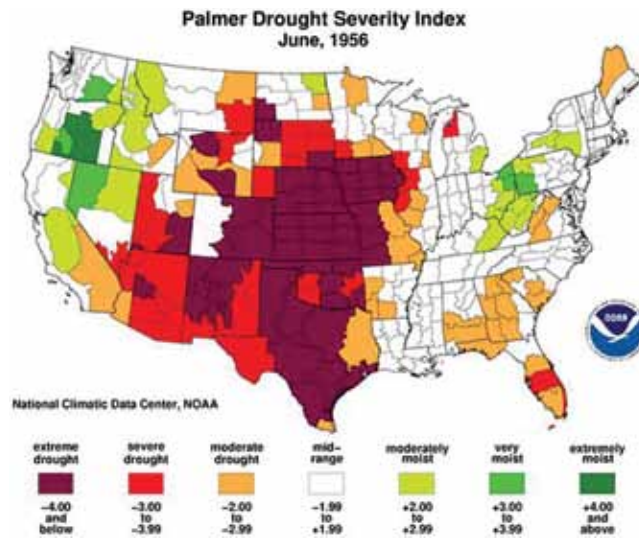 Palmer Drought Severity Index
June, 1956
National Climatic Data Center, NOAA
extreme drought
severe drought
moderate drought
mid-range
moderately moist
very moist
extremely moist
-4.00 and below
-3.00 to -3.99
-2.00 to -2.99
-1.99 to +1.99
+2.00 to +2.99
+3.00 to +3.99
+4.00 and above